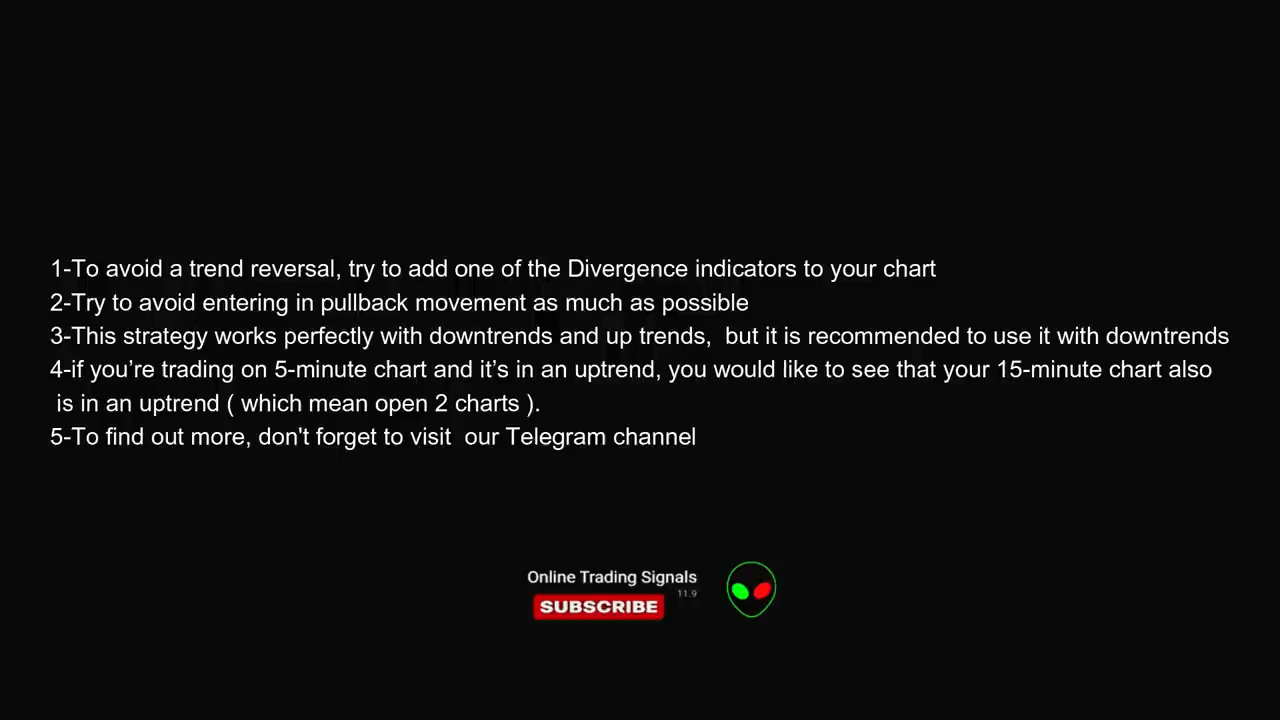 1-To avoid a trend reversal, try to add one of the Divergence indicators to your chart
2-Try to avoid entering in pullback movement as much as possible
3-This strategy works perfectly with downtrends and up trends,  but it is recommended to use it with downtrends
4-if you’re trading on 5-minute chart and it’s in an uptrend, you would like to see that your 15-minute chart also
is in an uptrend ( which mean open 2 charts ).
5-To find out more, don't forget to visit  our Telegram channel
Online Trading Signals
11.9
SUBSCRIBE